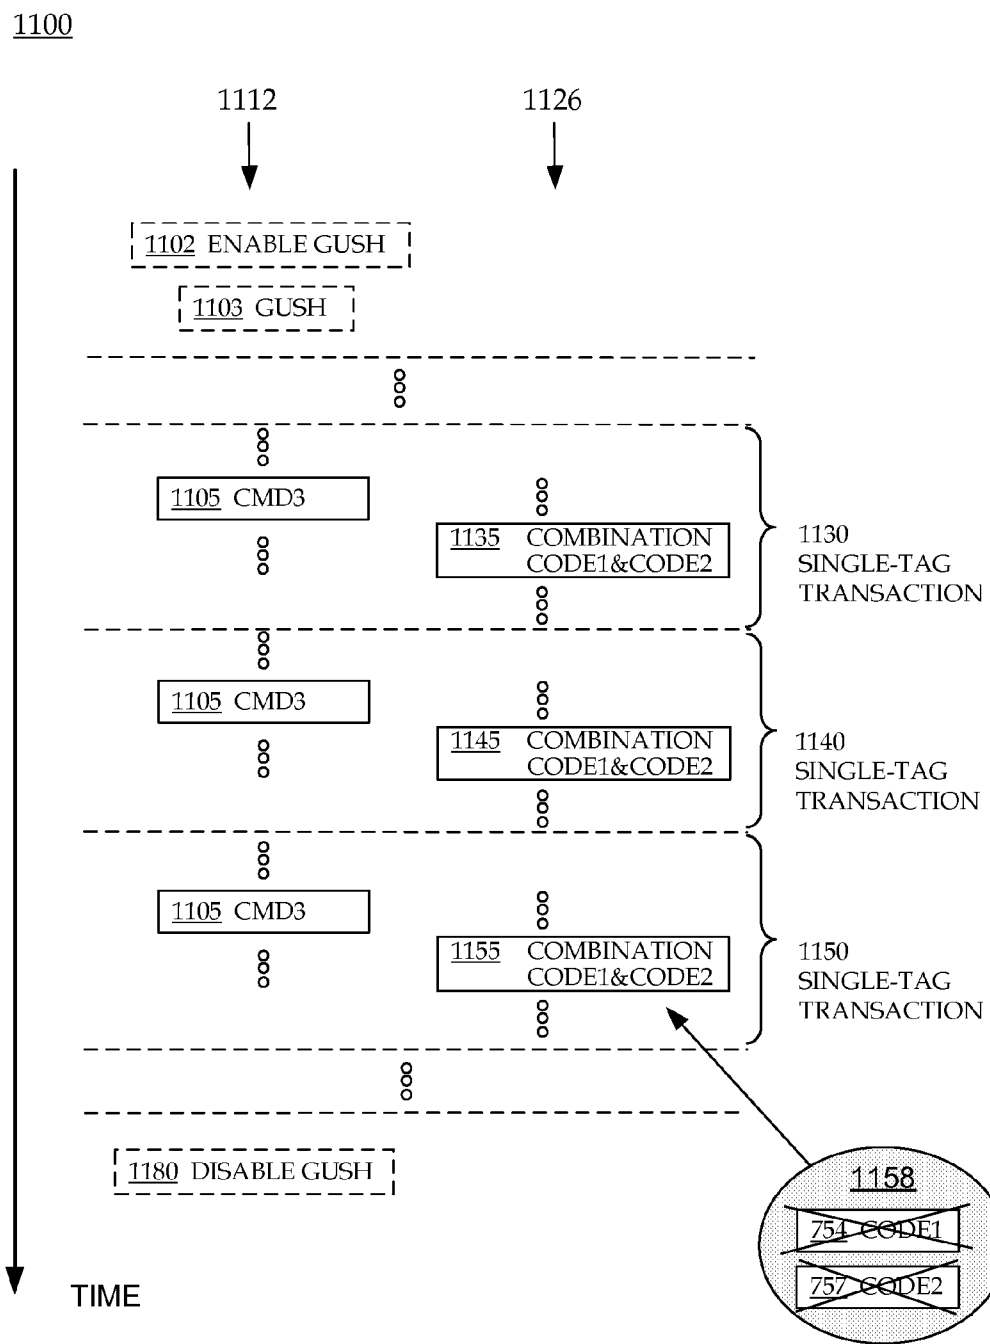 1100
1112
1126
1102 ENABLE GUSH
1103 GUSH
1105 CMD3
1135 COMBINATION
CODE1&CODE2
1130
SINGLE-TAG
TRANSACTION
1105 CMD3
1145 COMBINATION
CODE1&CODE2
1140
SINGLE-TAG
TRANSACTION
1105 CMD3
1155 COMBINATION
CODE1&CODE2
1150
SINGLE-TAG
TRANSACTION
1180 DISABLE GUSH
1158
754 CODE1
757 CODE2
TIME